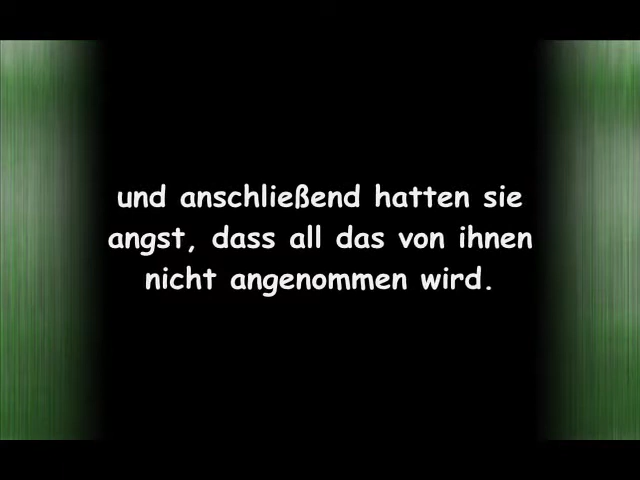 und anschließend hatten sie
angst, dass all das von ihnen
nicht angenommen wird.